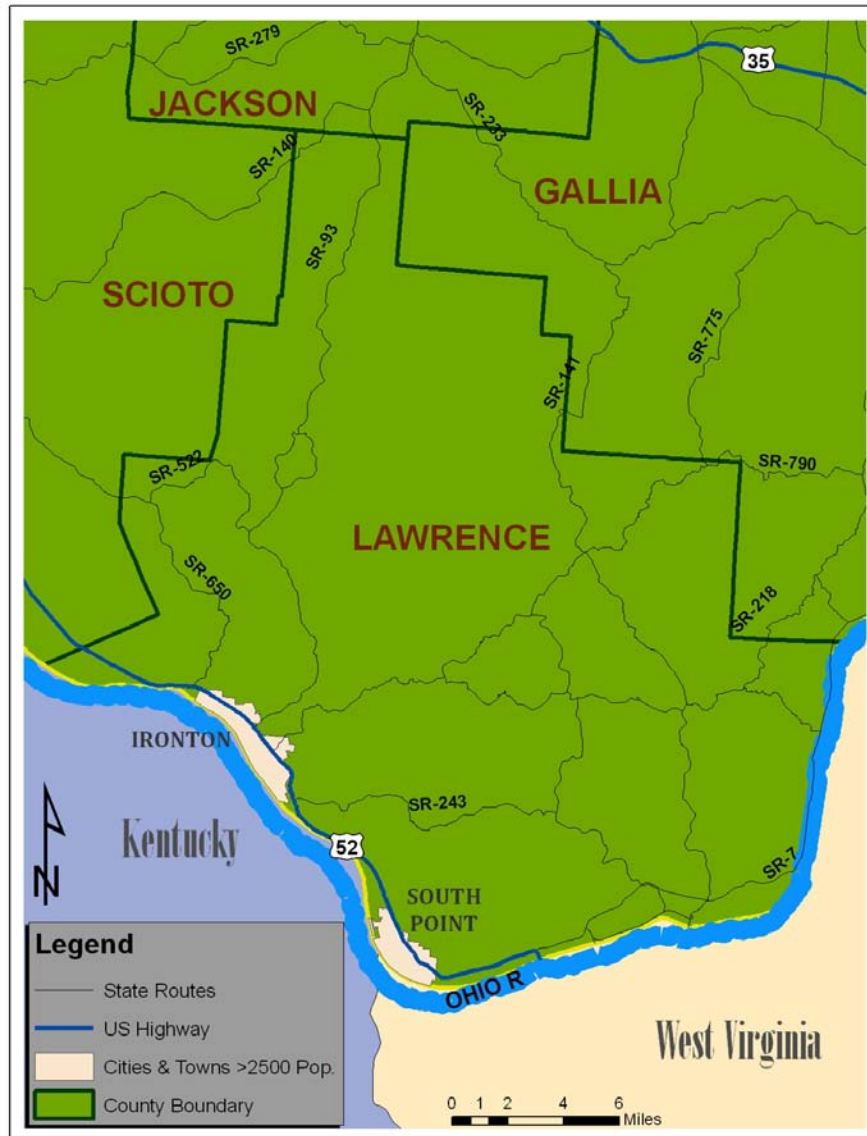 SR-279
35
JACKSON
SR-233
SR-140
GALLIA
SR-93
SCIOTO
SR-775
SR-141
SR-522
SR-790
LAWRENCE
SR-650
SR-218
IRONTON
SR-243
Kentucky
52
N
SR-7
SOUTH
POINT
OHIO R
West Virginia
Legend
State Routes
US Highway
Cities & Towns >2500 Pop.
County Boundary
0 1 2 4 6
Miles